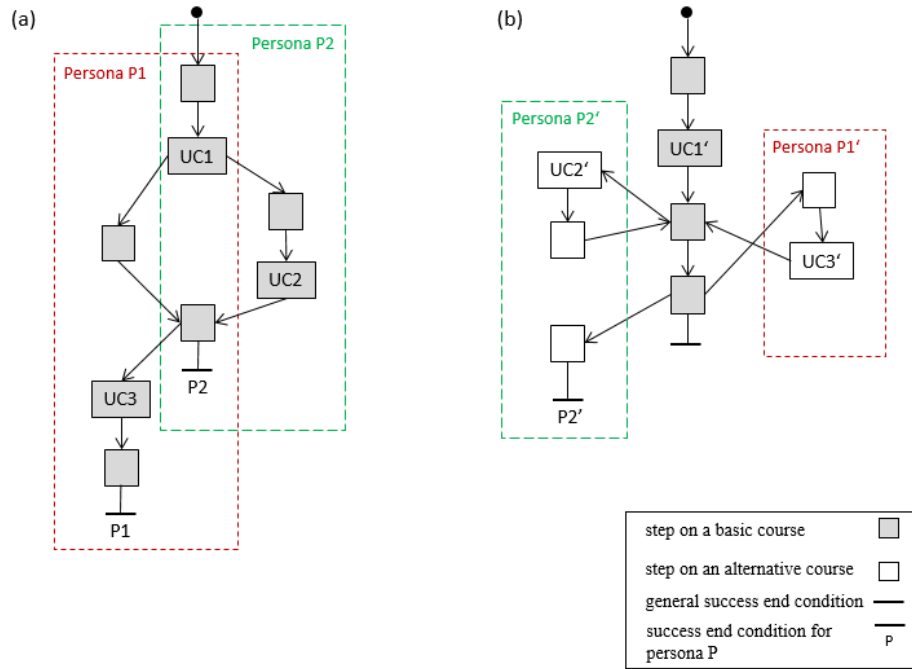 (a)
Persona P2
Persona P1
UC1
UC2
P2
UC3
P1
(b)
Persona P2‘
UC1‘
Persona P1‘
UC2‘
UC3‘
P2’
step on a basic course
step on an alternative course
general success end condition
success end condition for
persona P
P